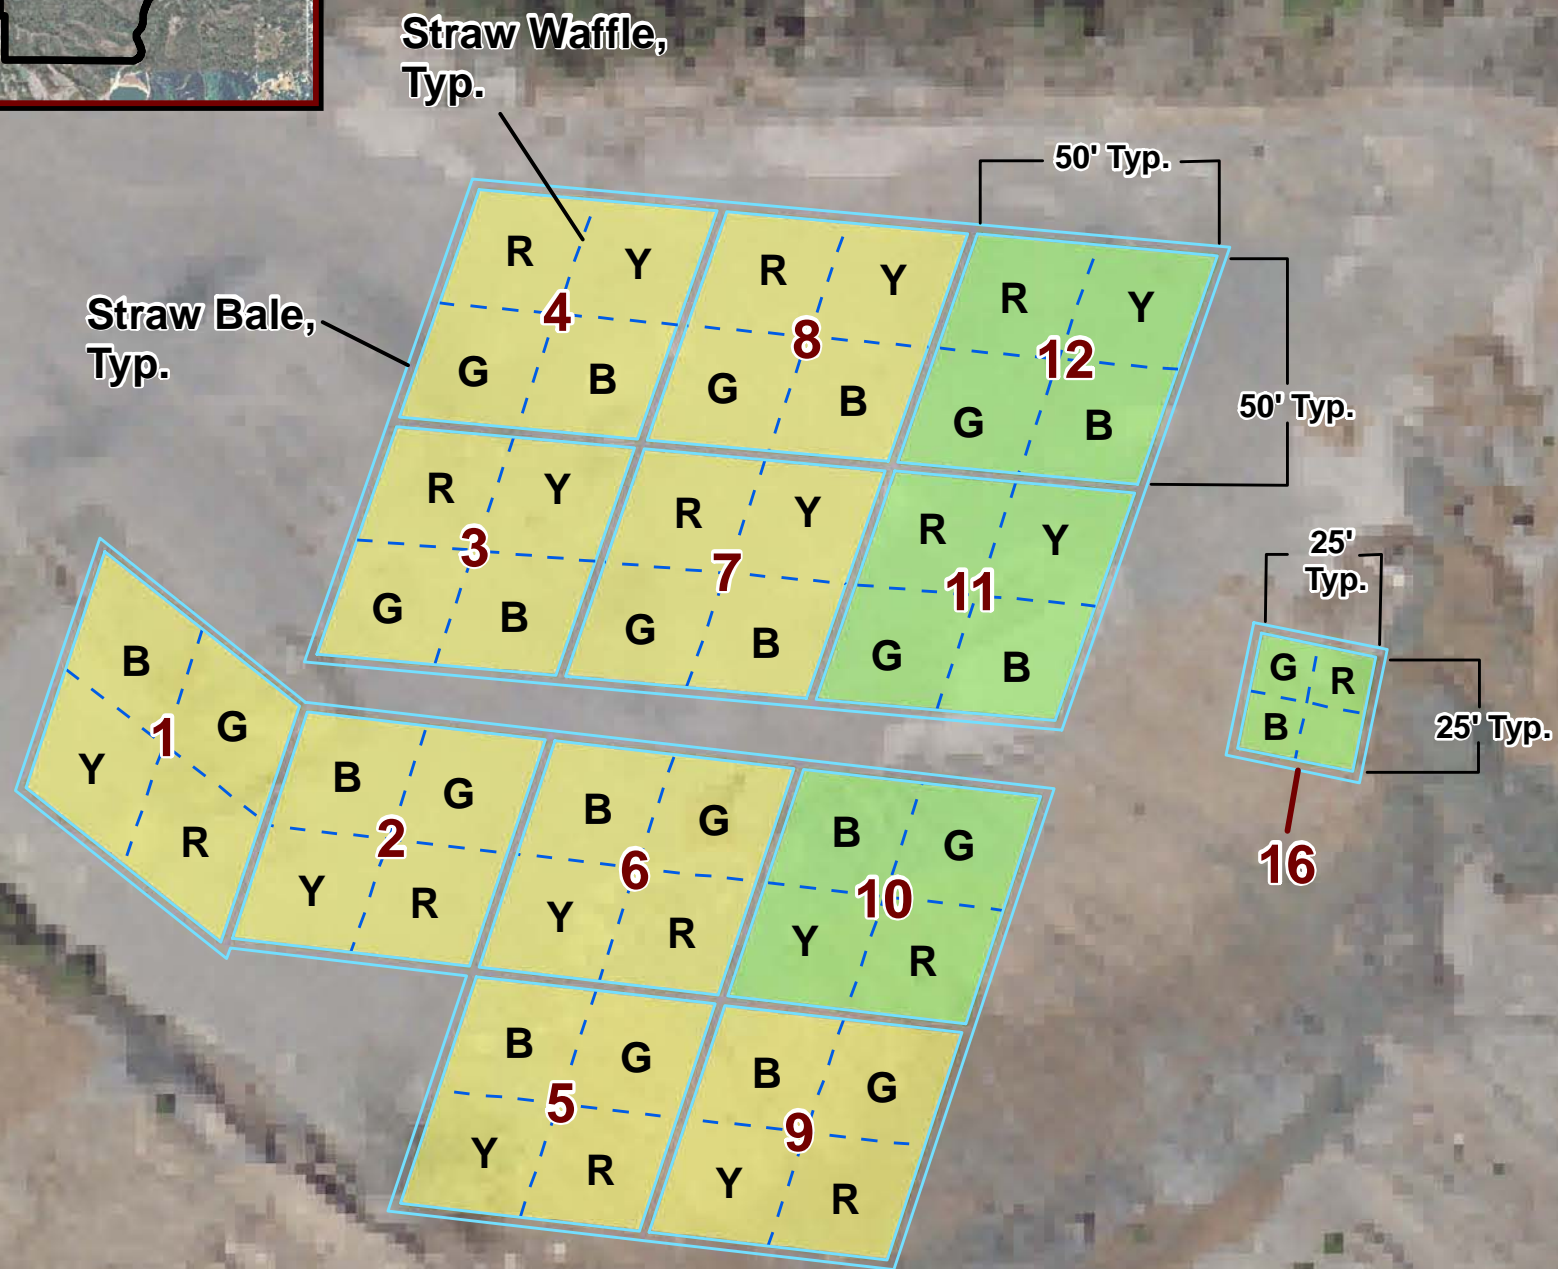 Straw Waffle,
Typ.
50' Typ.
R Y R Y R Y
Straw Bale,
Typ.
4 8 12
G B G B G B
50' Typ.
R Y R Y R Y
3 7 11
G B G B G B
25'
Typ.
G R
B
25' Typ.
16
B G
1
Y R
B G B G B G
2 6 10
Y R Y R Y R
B G B G
5 9
Y R Y R